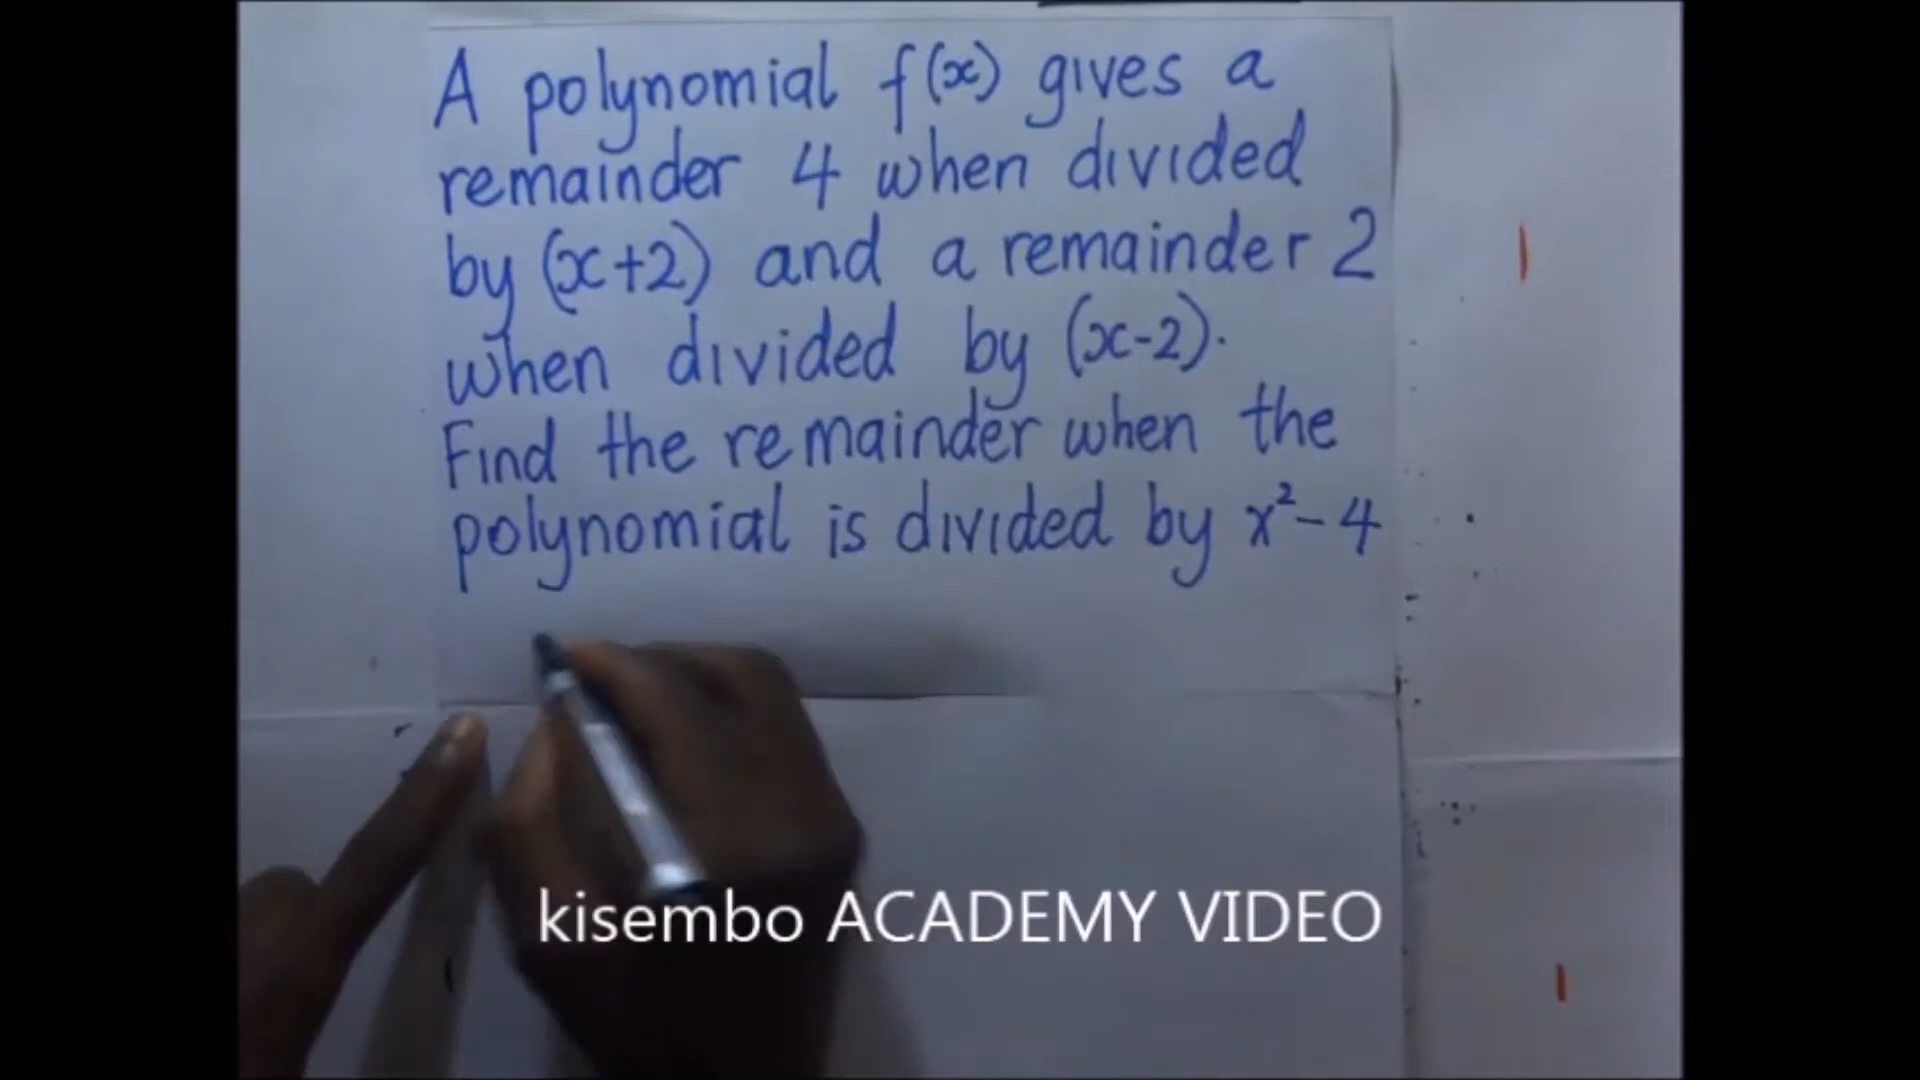 A polynomial f(x) gives a
remainder 4 when divided
by (x+2) and a remainder 2
when divided by (x-2).
Find the remainder when the
polynomial is divided by x²-4
kisembo ACADEMY VIDEO